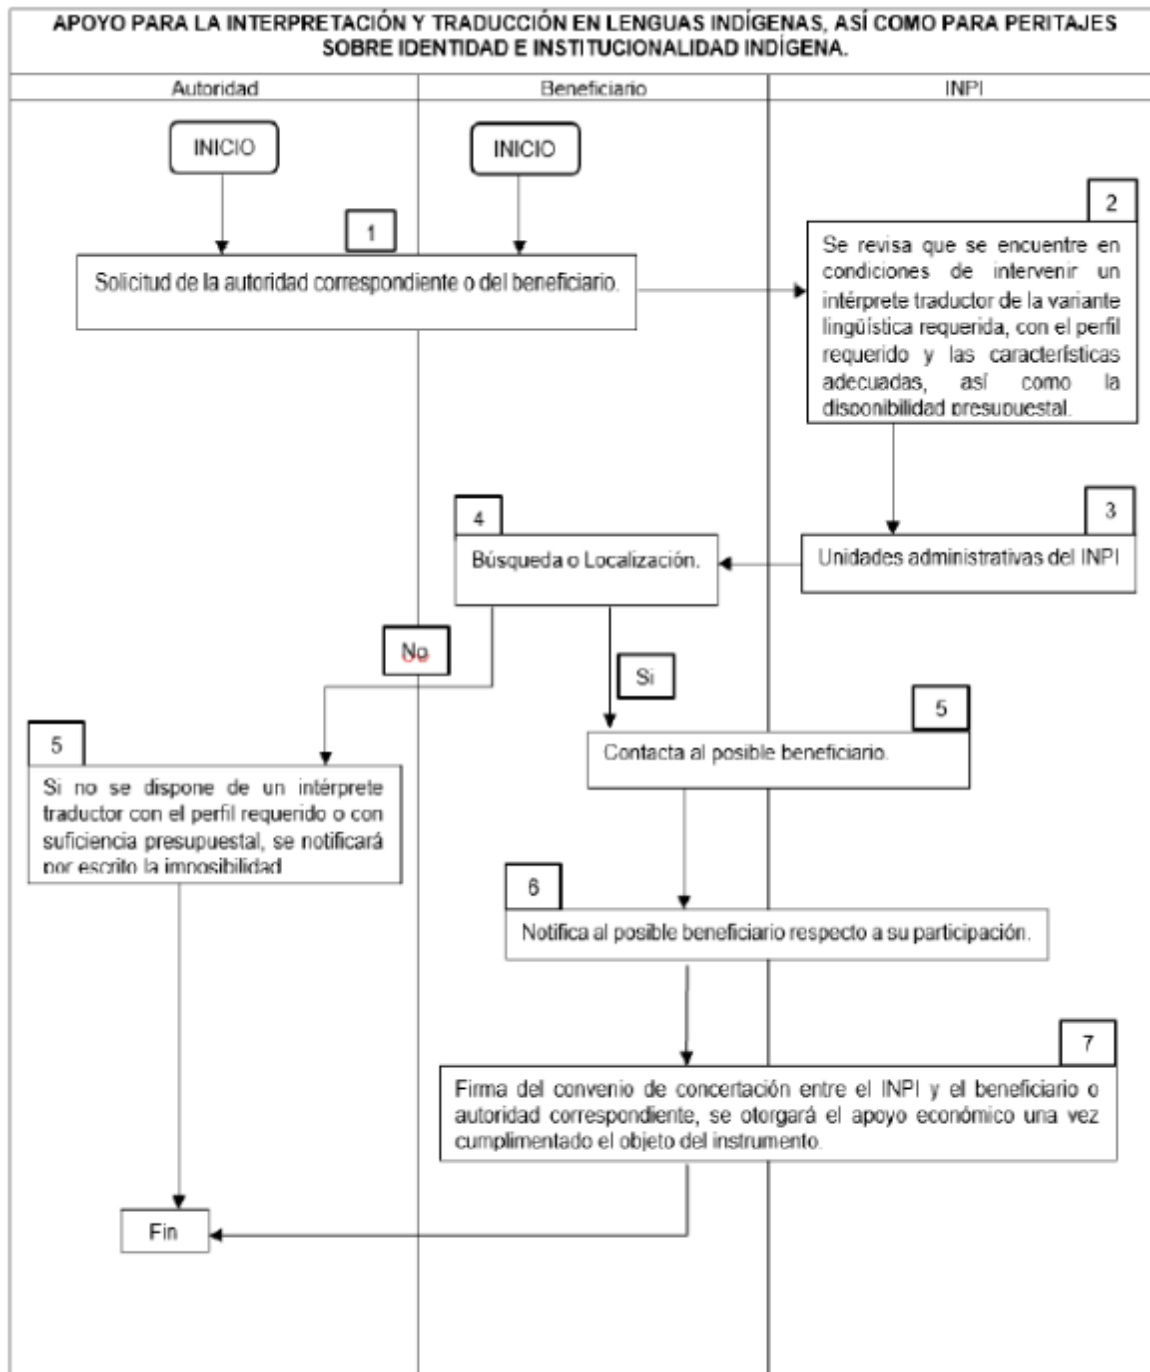 APOYO PARA LA INTERPRETACIÓN Y TRADUCCIÓN EN LENGUAS INDÍGENAS, ASÍ COMO PARA PERITAJES
SOBRE IDENTIDAD E INSTITUCIONALIDAD INDÍGENA.
Autoridad
Beneficiario
INPI
INICIO
INICIO
1
Solicitud de la autoridad correspondiente o del beneficiario.
2
Se revisa que se encuentre en
condiciones de intervenir un
intérprete traductor de la variante
lingüística requerida, con el perfil
requerido y las características
adecuadas, así como la
disponibilidad presupuestal.
3
Unidades administrativas del INPI
4
Búsqueda o Localización.
No
Si
5
Si no se dispone de un intérprete
traductor con el perfil requerido o con
suficiencia presupuestal, se notificará
por escrito la imposibilidad
5
Contacta al posible beneficiario.
6
Notifica al posible beneficiario respecto a su participación.
7
Firma del convenio de concertación entre el INPI y el beneficiario o
autoridad correspondiente, se otorgará el apoyo económico una vez
cumplimentado el objeto del instrumento.
Fin